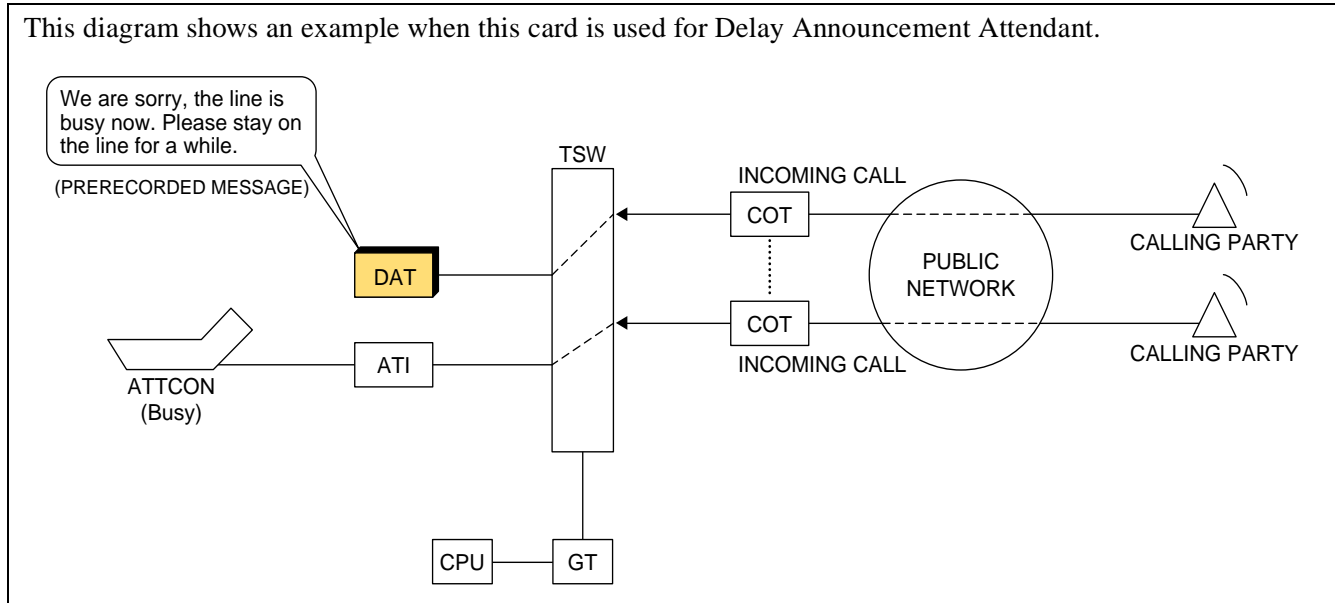 This diagram shows an example when this card is used for Delay Announcement Attendant.
We are sorry, the line is
busy now. Please stay on
the line for a while.
(PRERECORDED MESSAGE)
TSW
INCOMING CALL
COT
CALLING PARTY
DAT
PUBLIC
NETWORK
COT
INCOMING CALL
CALLING PARTY
ATI
ATTCON
(Busy)
CPU
GT